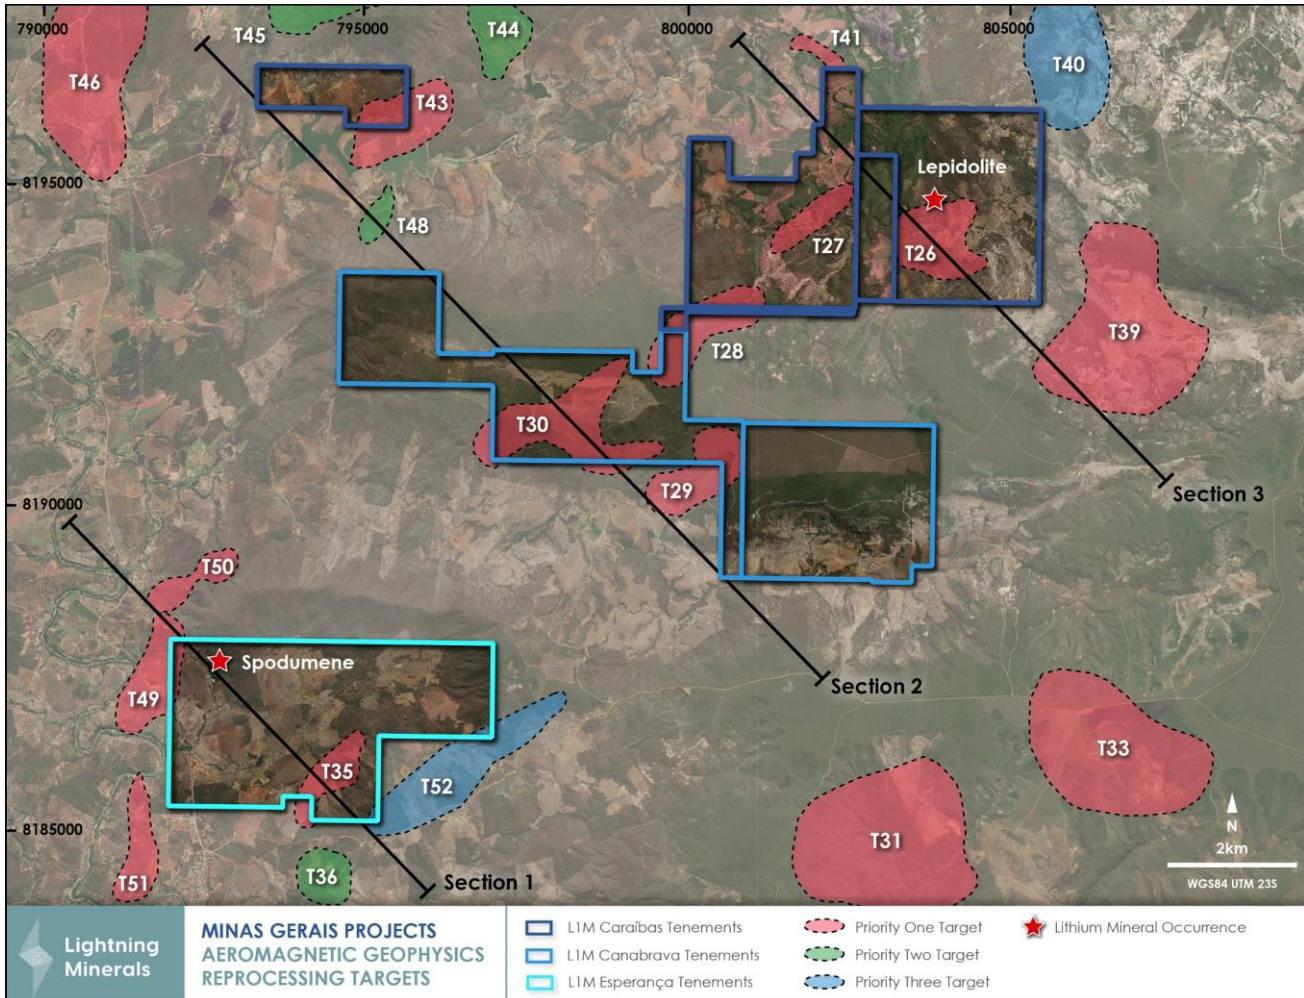 790000
795000
800000
805000
T45
T44
T41
T40
T46
T43
8195000
Lepidolite
T48
T27
T26
T28
T39
T30
T29
8190000
Section 3
T50
Spodumene
T49
Section 2
T35
T52
T33
8185000
T31
N
2km
WGS84 UTM 23S
T51
T36
Section 1
Lightning
Minerals
MINAS GERAIS PROJECTS
AEROMAGNETIC GEOPHYSICS
REPROCESSING TARGETS
L1M Caraíbas Tenements
L1M Canabrava Tenements
L1M Esperança Tenements
Priority One Target
Priority Two Target
Priority Three Target
Lithium Mineral Occurrence